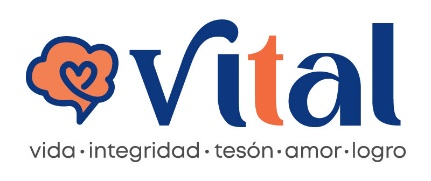 vital
vida · integridad · tesón · amor · logro